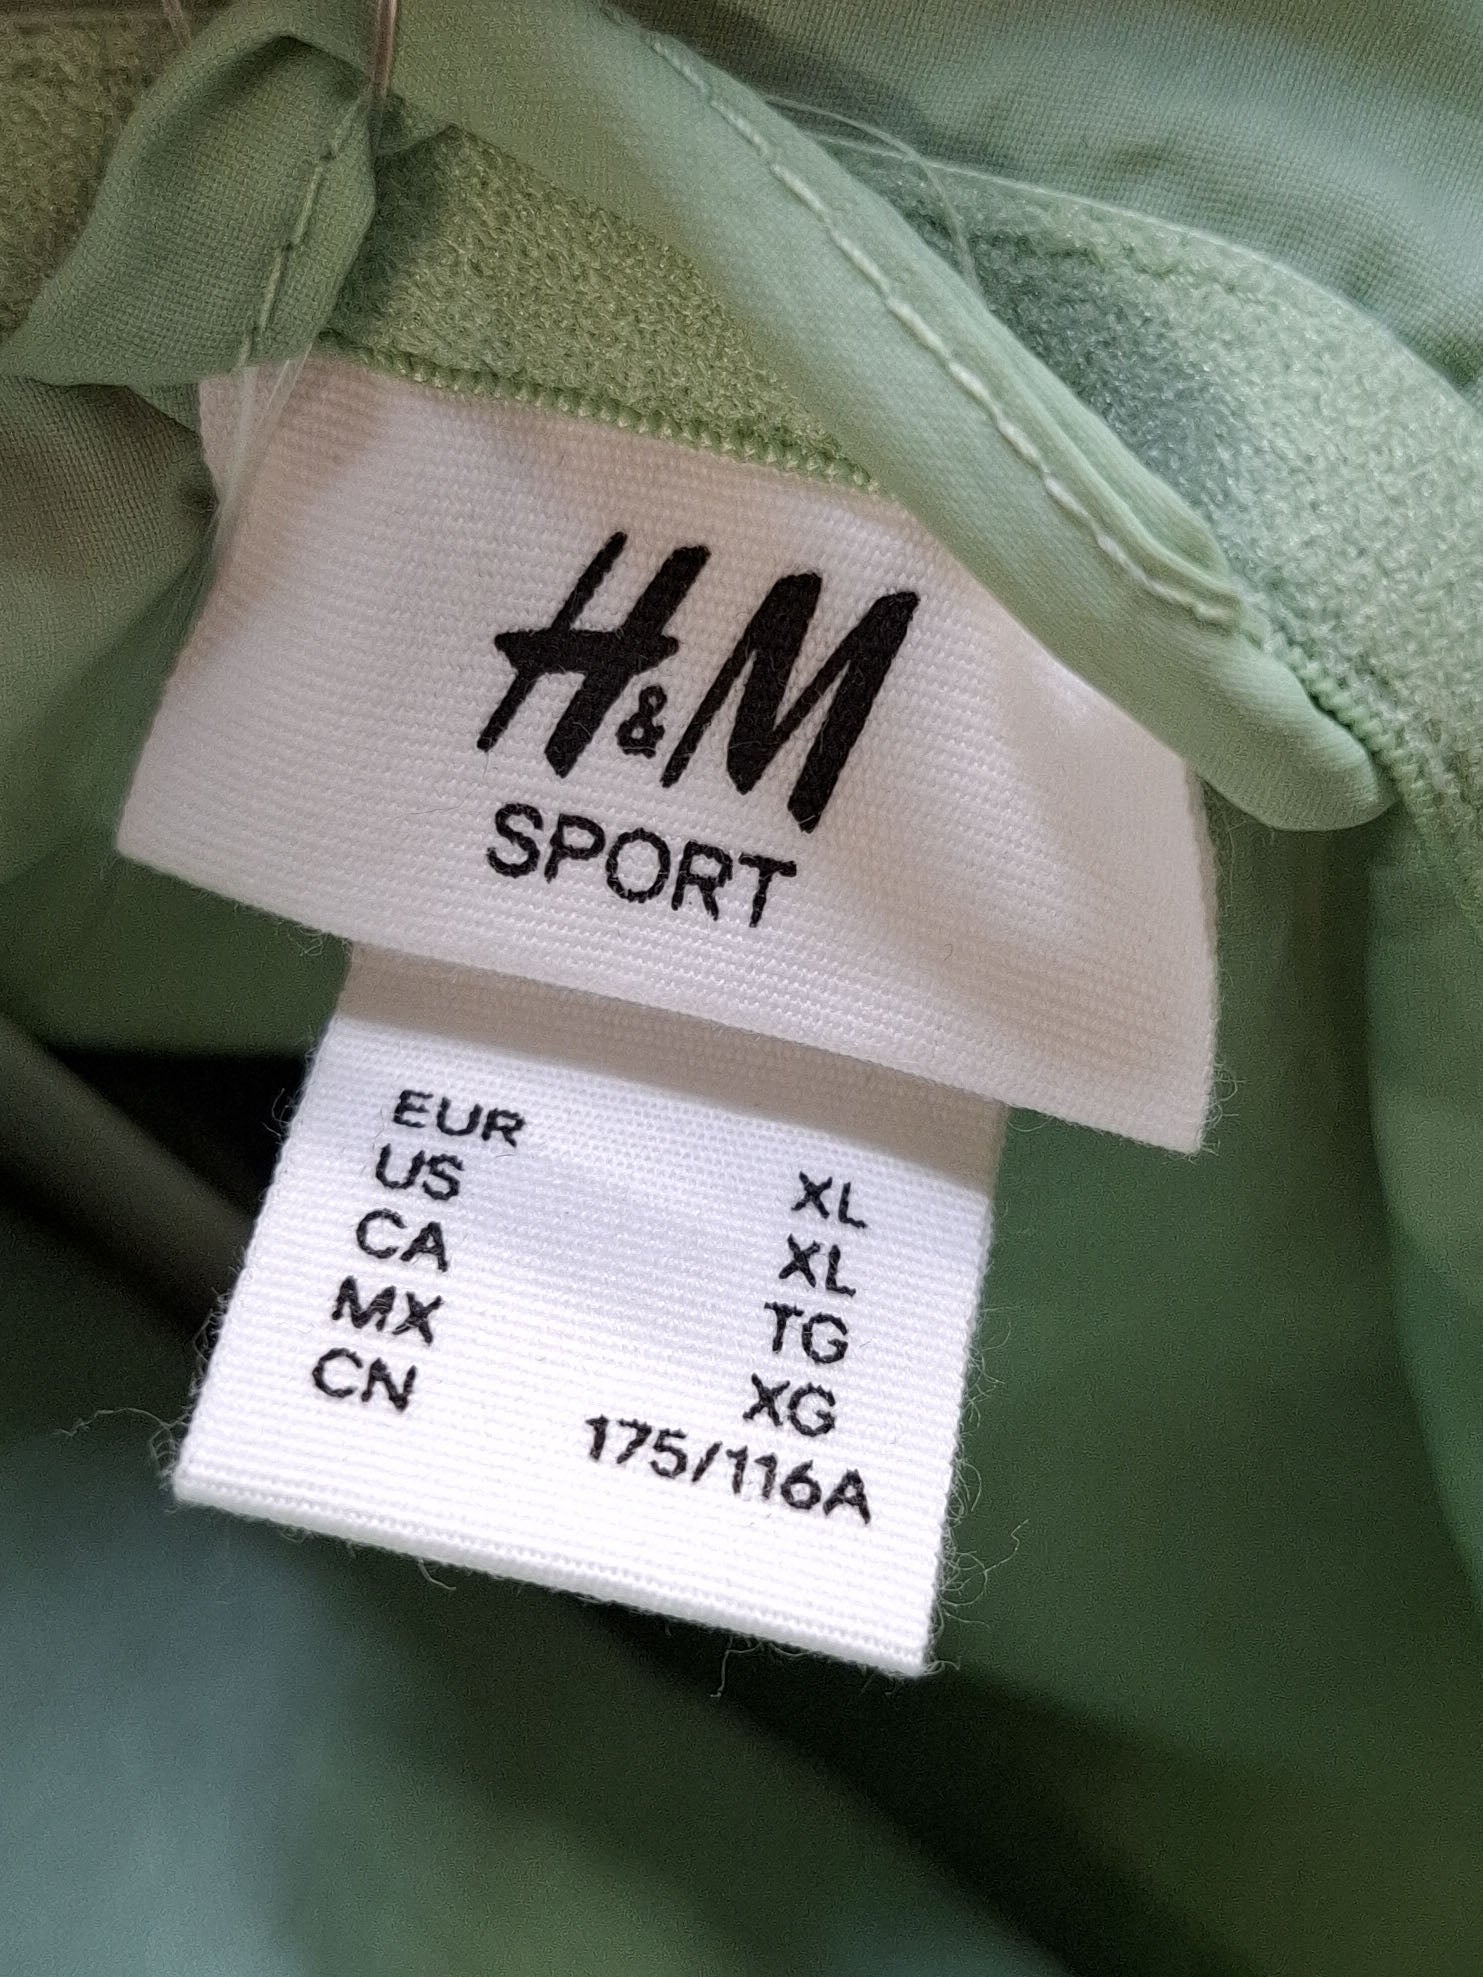 H&M
SPORT
EUR XL
US XL
CA TG
MX XG
CN 175/116A